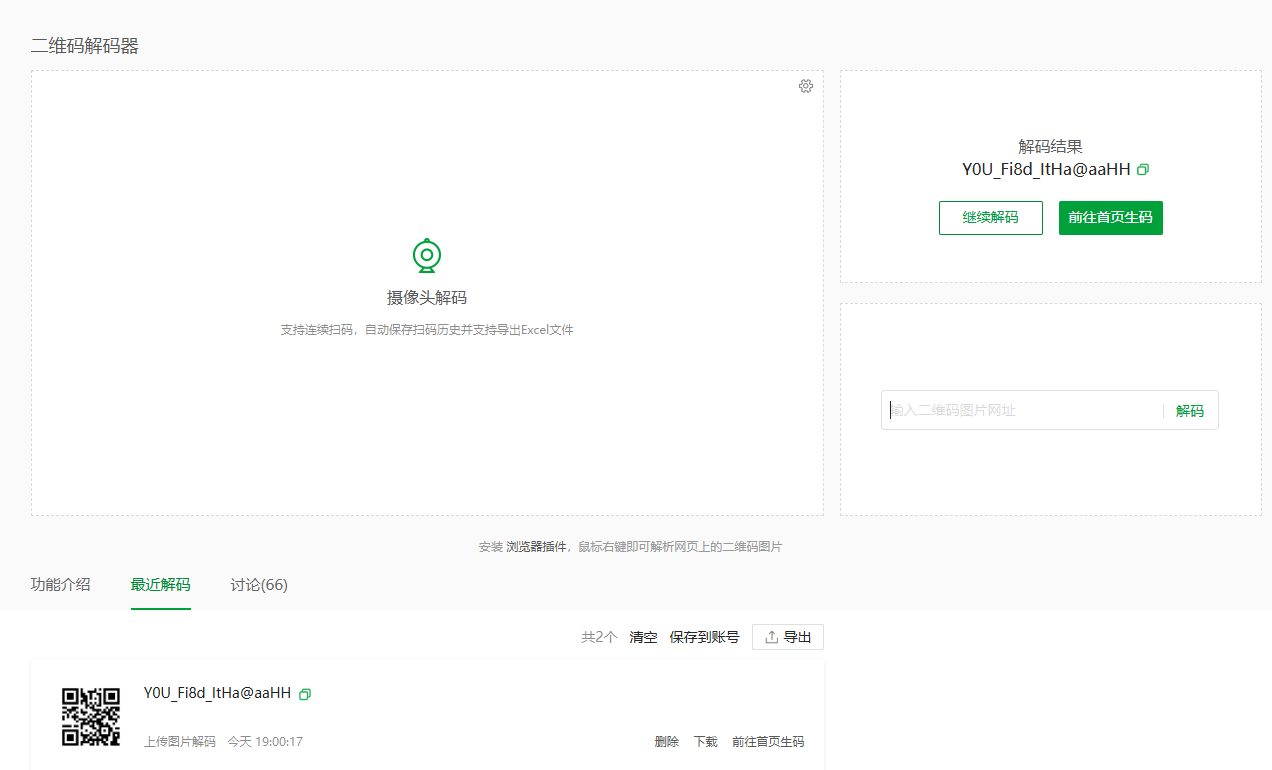 二维码解码器
摄像头解码
支持连续扫码，自动保存扫码历史并支持导出Excel文件
解码结果
Y0U_Fi8d_ItHa@aaHH
继续解码 前往首页生码
输入二维码图片网址 解码
安装 浏览器插件，鼠标右键即可解析网页上的二维码图片
功能介绍 最近解码 讨论(66)
共2个 清空 保存到账号 导出
Y0U_Fi8d_ItHa@aaHH
上传图片解码 今天 19:00:17 删除 下载 前往首页生码